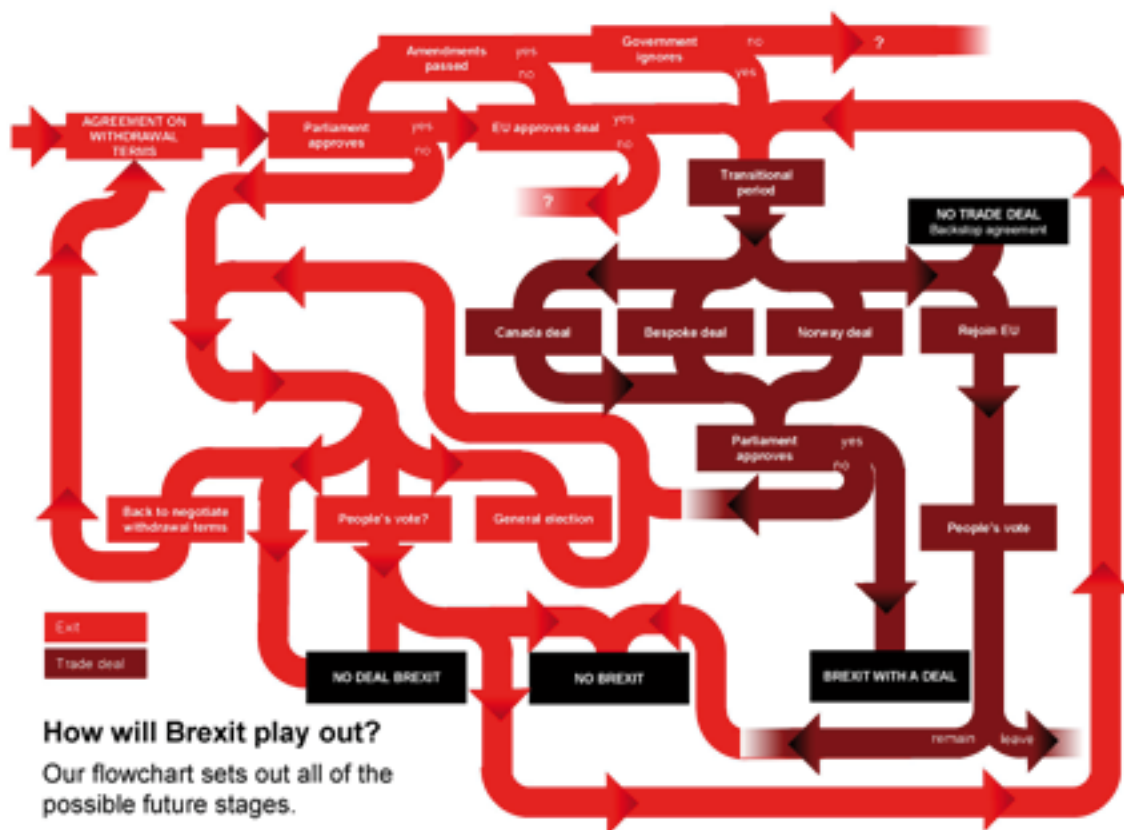 Amendments
passed
yes
no
Government
ignores
no
yes
?
AGREEMENT ON
WITHDRAWAL
TERMS
Parliament
approves
yes
no
EU approves deal
yes
no
?
Transitional
period
NO TRADE DEAL
Backstop agreement
Canada deal
Bespoke deal
Norway deal
Rejoin EU
Parliament
approves
yes
no
Back to negotiate
withdrawal terms
People's vote?
General election
People's vote
Exit
Trade deal
NO DEAL BREXIT
NO BREXIT
BREXIT WITH A DEAL
remain
leave
How will Brexit play out?
Our flowchart sets out all of the
possible future stages.